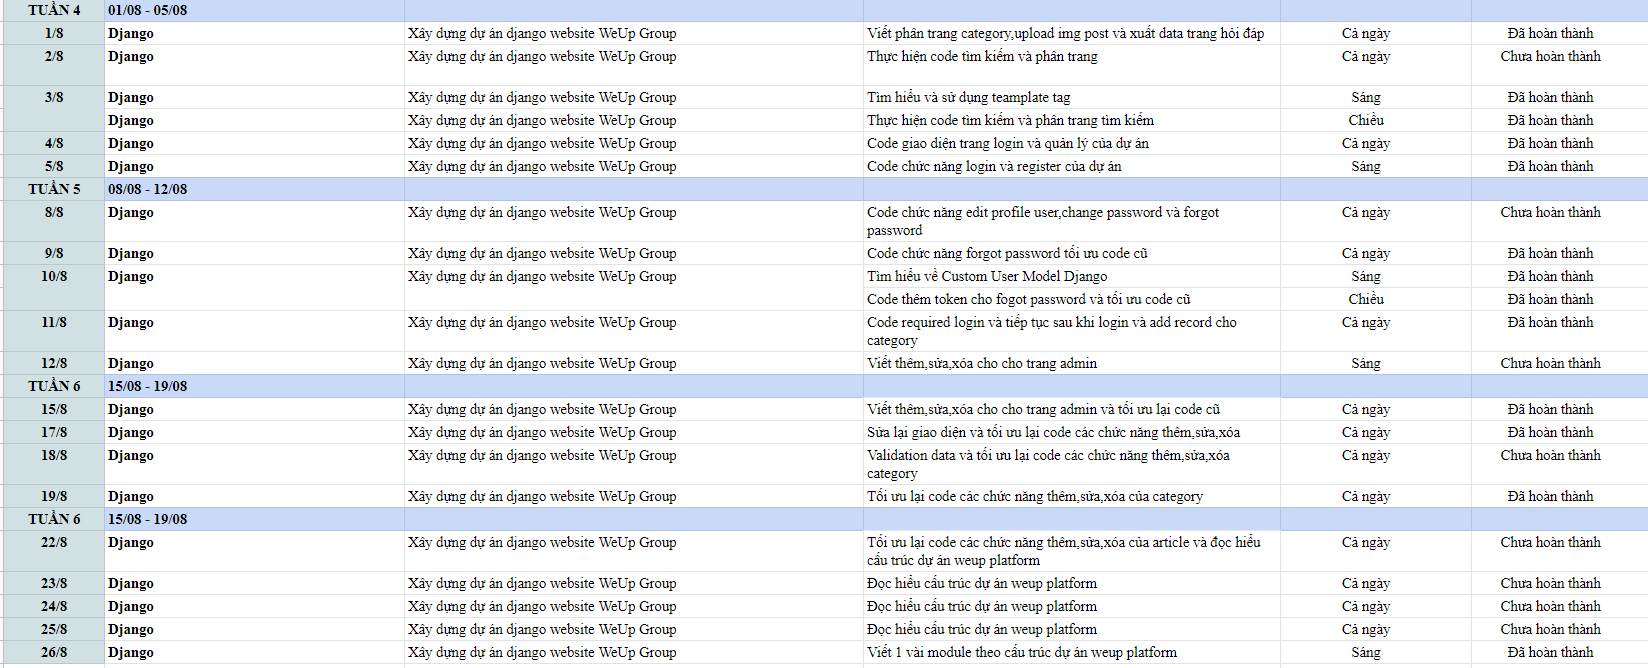 TUẦN 4 01/08 - 05/08
1/8 Django Xây dựng dự án django website WeUp Group Viết phân trang category,upload img post và xuất data trang hỏi đáp Cả ngày Đã hoàn thành
2/8 Django Xây dựng dự án django website WeUp Group Thực hiện code tìm kiếm và phân trang Cả ngày Chưa hoàn thành
3/8 Django Xây dựng dự án django website WeUp Group Tìm hiểu và sử dụng teamplate tag Sáng Đã hoàn thành
Django Xây dựng dự án django website WeUp Group Thực hiện code tìm kiếm và phân trang tìm kiếm Chiều Đã hoàn thành
4/8 Django Xây dựng dự án django website WeUp Group Code giao diện trang login và quản lý của dự án Cả ngày Đã hoàn thành
5/8 Django Xây dựng dự án django website WeUp Group Code chức năng login và register của dự án Sáng Đã hoàn thành
TUẦN 5 08/08 - 12/08
8/8 Django Xây dựng dự án django website WeUp Group Code chức năng edit profile user,change password và forgot Cả ngày Chưa hoàn thành
password
9/8 Django Xây dựng dự án django website WeUp Group Code chức năng forgot password tối ưu code cũ Cả ngày Đã hoàn thành
10/8 Django Xây dựng dự án django website WeUp Group Tìm hiểu về Custom User Model Django Sáng Đã hoàn thành
Code thêm token cho fogot password và tối ưu code cũ Chiều Đã hoàn thành
11/8 Django Xây dựng dự án django website WeUp Group Code required login và tiếp tục sau khi login và add record cho Cả ngày Đã hoàn thành
category
12/8 Django Xây dựng dự án django website WeUp Group Viết thêm,sửa,xóa cho cho trang admin Sáng Chưa hoàn thành
TUẦN 6 15/08 - 19/08
15/8 Django Xây dựng dự án django website WeUp Group Viết thêm,sửa,xóa cho cho trang admin và tối ưu lại code cũ Cả ngày Đã hoàn thành
17/8 Django Xây dựng dự án django website WeUp Group Sửa lại giao diện và tối ưu lại code các chức năng thêm,sửa,xóa Cả ngày Đã hoàn thành
18/8 Django Xây dựng dự án django website WeUp Group Validation data và tối ưu lại code các chức năng thêm,sửa,xóa Cả ngày Chưa hoàn thành
category
19/8 Django Xây dựng dự án django website WeUp Group Tối ưu lại code các chức năng thêm,sửa,xóa của category Cả ngày Đã hoàn thành
TUẦN 6 15/08 - 19/08
22/8 Django Xây dựng dự án django website WeUp Group Tối ưu lại code các chức năng thêm,sửa,xóa của article và đọc hiểu Cả ngày Chưa hoàn thành
cấu trúc dự án weup platform
23/8 Django Xây dựng dự án django website WeUp Group Đọc hiểu cấu trúc dự án weup platform Cả ngày Chưa hoàn thành
24/8 Django Xây dựng dự án django website WeUp Group Đọc hiểu cấu trúc dự án weup platform Cả ngày Chưa hoàn thành
25/8 Django Xây dựng dự án django website WeUp Group Đọc hiểu cấu trúc dự án weup platform Cả ngày Chưa hoàn thành
26/8 Django Xây dựng dự án django website WeUp Group Viết 1 vài module theo cấu trúc dự án weup platform Sáng Đã hoàn thành